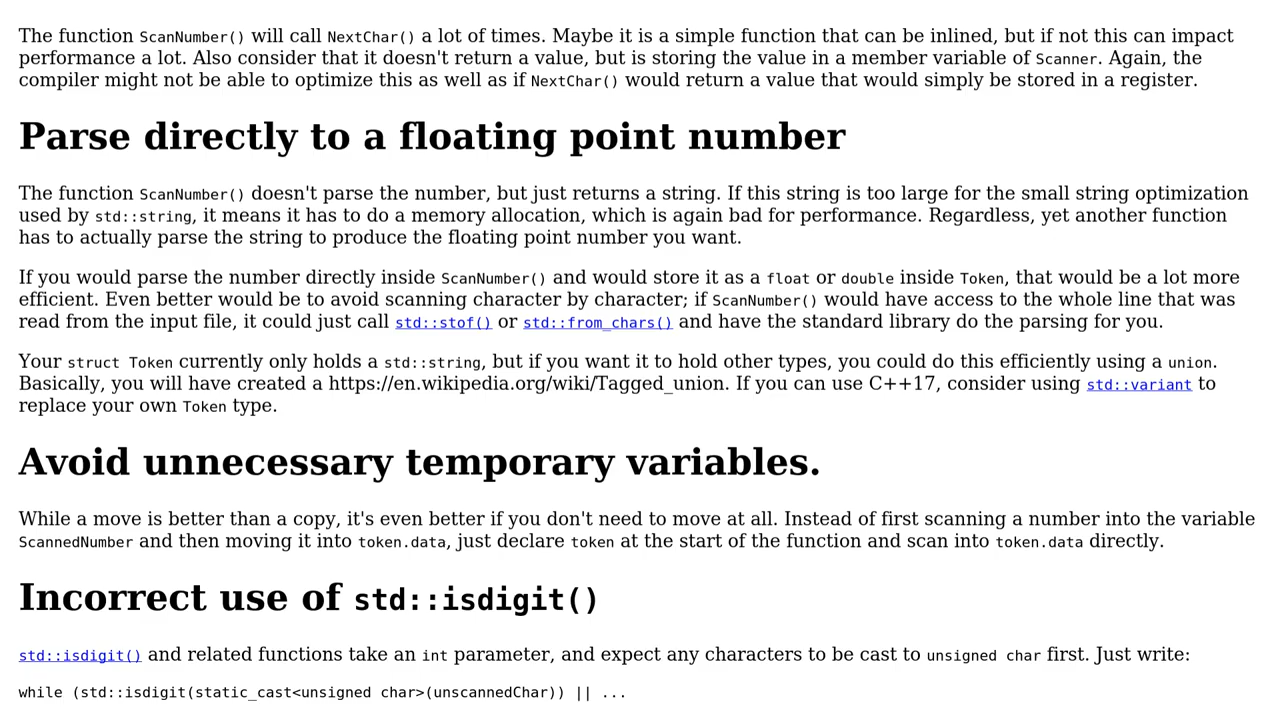 The function ScanNumber() will call NextChar() a lot of times. Maybe it is a simple function that can be inlined, but if not this can impact
performance a lot. Also consider that it doesn't return a value, but is storing the value in a member variable of Scanner. Again, the
compiler might not be able to optimize this as well as if NextChar() would return a value that would simply be stored in a register.
Parse directly to a floating point number
The function ScanNumber() doesn't parse the number, but just returns a string. If this string is too large for the small string optimization
used by std::string, it means it has to do a memory allocation, which is again bad for performance. Regardless, yet another function
has to actually parse the string to produce the floating point number you want.
If you would parse the number directly inside ScanNumber() and would store it as a float or double inside Token, that would be a lot more
efficient. Even better would be to avoid scanning character by character; if ScanNumber() would have access to the whole line that was
read from the input file, it could just call std::stof() or std::from_chars() and have the standard library do the parsing for you.
Your struct Token currently only holds a std::string, but if you want it to hold other types, you could do this efficiently using a union.
Basically, you will have created a https://en.wikipedia.org/wiki/Tagged_union. If you can use C++17, consider using std::variant to
replace your own Token type.
Avoid unnecessary temporary variables.
While a move is better than a copy, it's even better if you don't need to move at all. Instead of first scanning a number into the variable
ScannedNumber and then moving it into token.data, just declare token at the start of the function and scan into token.data directly.
Incorrect use of std::isdigit()
std::isdigit() and related functions take an int parameter, and expect any characters to be cast to unsigned char first. Just write:
while (std::isdigit(static_cast<unsigned char>(unscannedChar)) || ...